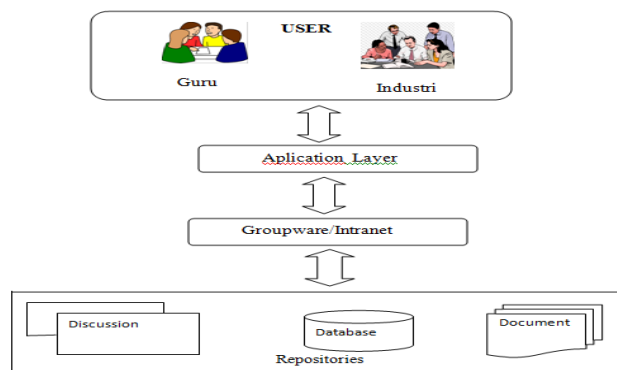 USER
Guru
Industri
Aplication Layer
Groupware/Intranet
Discussion
Database
Document
Repositories